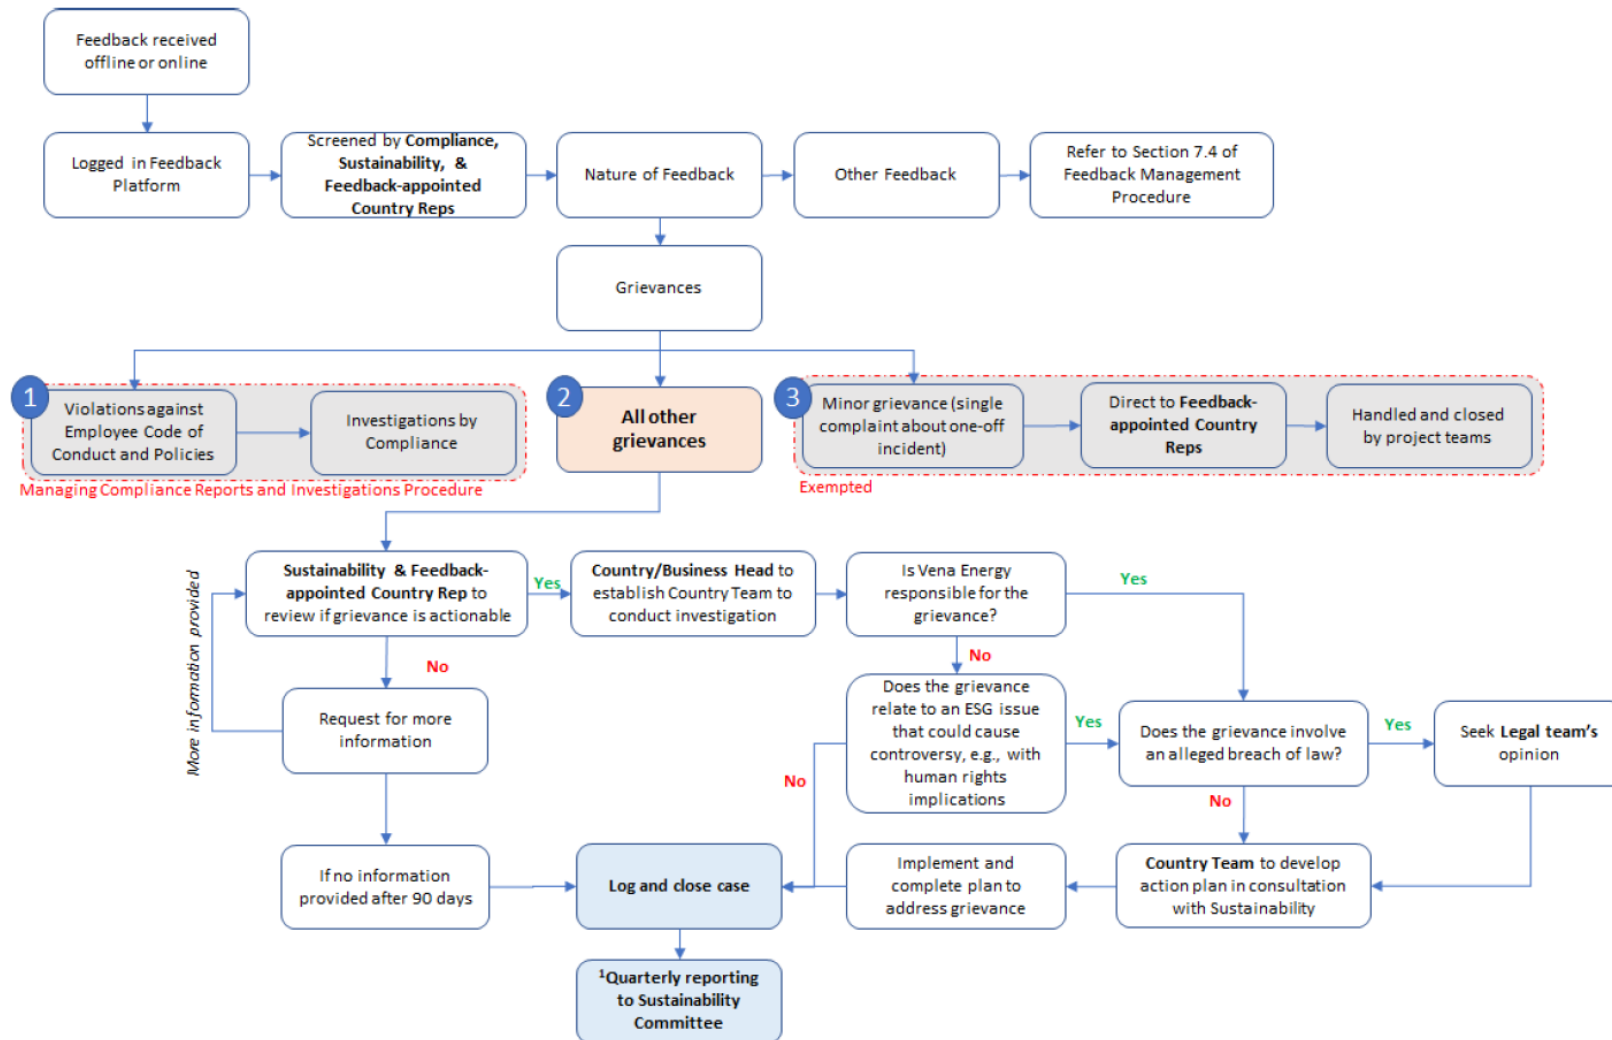 Feedback received
offline or online
Logged in Feedback
Platform
Screened by Compliance,
Sustainability, &
Feedback-appointed
Country Reps
Nature of Feedback
Other Feedback
Refer to Section 7.4 of
Feedback Management
Procedure
Grievances
1
Violations against
Employee Code of
Conduct and Policies
Investigations by
Compliance
Managing Compliance Reports and Investigations Procedure
2
All other
grievances
3
Minor grievance (single
complaint about one-off
incident)
Direct to Feedback-
appointed Country
Reps
Handled and closed
by project teams
Exempted
More information provided
Sustainability & Feedback-
appointed Country Rep to
review if grievance is actionable
Yes
Country/Business Head to
establish Country Team to
conduct investigation
Is Vena Energy
responsible for the
grievance?
Yes
No
No
Request for more
information
Does the grievance
relate to an ESG issue
that could cause
controversy, e.g., with
human rights
implications
Yes
No
Does the grievance involve
an alleged breach of law?
Yes
No
Seek Legal team's
opinion
If no information
provided after 90 days
Log and close case
Implement and
complete plan to
address grievance
Country Team to develop
action plan in consultation
with Sustainability
¹Quarterly reporting
to Sustainability
Committee